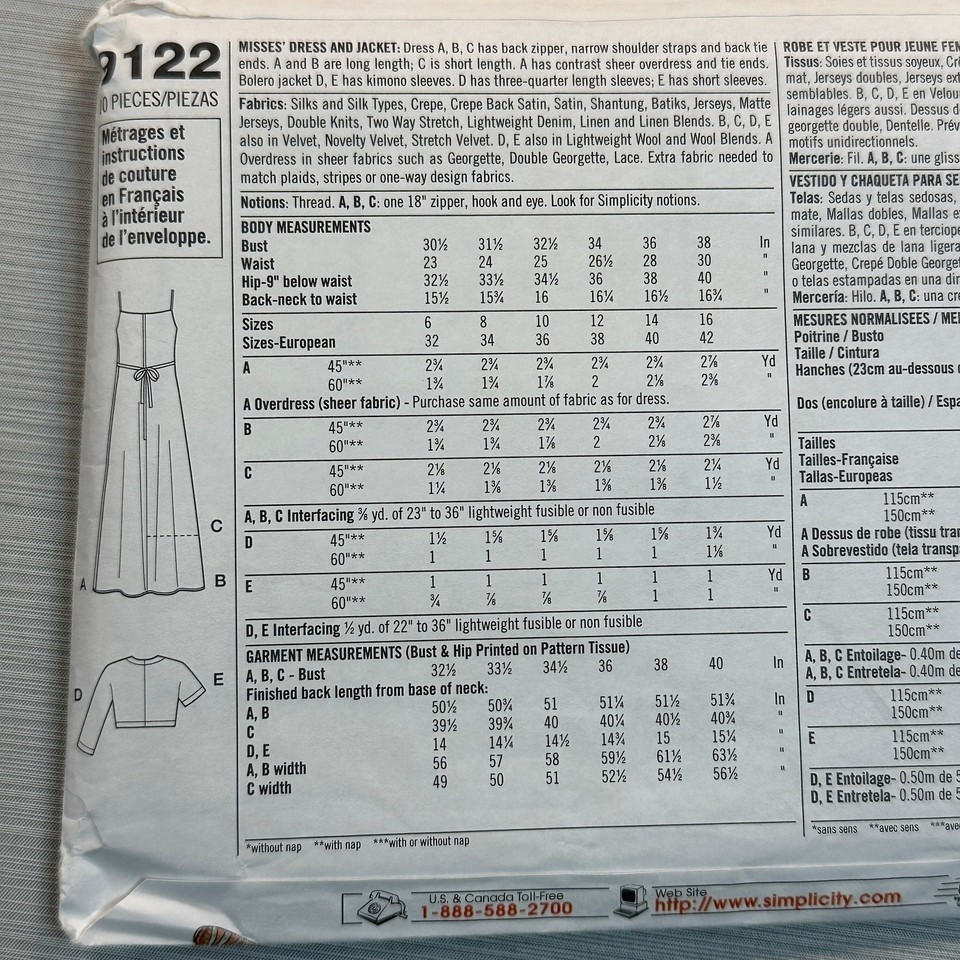 9122
10 PIECES/PIEZAS
Métrages et
instructions
de couture
en Français
à l'intérieur
de l'enveloppe.
C
A
B
D
E
MISSES' DRESS AND JACKET: Dress A, B, C has back zipper, narrow shoulder straps and back tie
ends. A and B are long length; C is short length. A has contrast sheer overdress and tie ends.
Bolero jacket D, E has kimono sleeves. D has three-quarter length sleeves; E has short sleeves.
Fabrics: Silks and Silk Types, Crepe, Crepe Back Satin, Satin, Shantung, Batiks, Jerseys, Matte
Jerseys, Double Knits, Two Way Stretch, Lightweight Denim, Linen and Linen Blends. B, C, D, E
also in Velvet, Novelty Velvet, Stretch Velvet. D, E also in Lightweight Wool and Wool Blends. A
Overdress in sheer fabrics such as Georgette, Double Georgette, Lace. Extra fabric needed to
match plaids, stripes or one-way design fabrics.
Notions: Thread. A, B, C: one 18" zipper, hook and eye. Look for Simplicity notions.
BODY MEASUREMENTS
Bust 30½ 31½ 32½ 34 36 38 In
Waist 23 24 25 26½ 28 30 "
Hip-9" below waist 32½ 33½ 34½ 36 38 40 "
Back-neck to waist 15½ 15¾ 16 16¼ 16½ 16¾ "
Sizes 6 8 10 12 14 16
Sizes-European 32 34 36 38 40 42
A 45"** 2¾ 2¾ 2¾ 2¾ 2¾ 2⅞ Yd
60"** 1¾ 1¾ 1⅞ 2 2⅛ 2⅜ "
A Overdress (sheer fabric) - Purchase same amount of fabric as for dress.
B 45"** 2¾ 2¾ 2¾ 2¾ 2¾ 2⅞ Yd
60"** 1¾ 1¾ 1⅞ 2 2⅛ 2⅜ "
C 45"** 2⅛ 2⅛ 2⅛ 2⅛ 2⅛ 2¼ Yd
60"** 1¼ 1⅜ 1⅜ 1⅜ 1⅜ 1½ "
A, B, C Interfacing ⅜ yd. of 23" to 36" lightweight fusible or non fusible
D 45"** 1½ 1⅝ 1⅝ 1⅝ 1⅝ 1¾ Yd
60"** 1 1 1 1 1 1⅛ "
E 45"** 1 1 1 1 1 1 Yd
60"** ¾ ⅞ ⅞ ⅞ 1 1 "
D, E Interfacing ½ yd. of 22" to 36" lightweight fusible or non fusible
GARMENT MEASUREMENTS (Bust & Hip Printed on Pattern Tissue)
A, B, C - Bust 32½ 33½ 34½ 36 38 40 In
Finished back length from base of neck:
A, B 50½ 50¾ 51 51¼ 51½ 51¾ In
C 39½ 39¾ 40 40¼ 40½ 40¾ "
D, E 14 14¼ 14½ 14¾ 15 15¼ "
A, B width 56 57 58 59½ 61½ 63½ "
C width 49 50 51 52½ 54½ 56½ "
*without nap **with nap ***with or without nap
ROBE ET VESTE POUR JEUNE FEM
Tissus: Soies et tissus soyeux, Crê
mat, Jerseys doubles, Jerseys ext
semblables. B, C, D, E en Velou
lainages légers aussi. Dessus d
georgette double, Dentelle. Prév
motifs unidirectionnels.
Mercerie: Fil. A, B, C: une gliss
VESTIDO Y CHAQUETA PARA SE
Telas: Sedas y telas sedosas,
mate, Mallas dobles, Mallas e
similares. B, C, D, E en terciope
lana y mezclas de lana ligera
Georgette, Crepé Doble Georget
o telas estampadas en una dir
Mercería: Hilo. A, B, C: una cre
MESURES NORMALISEES / MED
Poitrine / Busto
Taille / Cintura
Hanches (23cm au-dessous d
Dos (encolure à taille) / Espa
Tailles
Tailles-Française
Tallas-Europeas
A 115cm**
150cm**
A Dessus de robe (tissu tran
A Sobrevestido (tela transp
B 115cm**
150cm**
C 115cm**
150cm**
A, B, C Entoilage- 0.40m de
A, B, C Entretela- 0.40m de
D 115cm**
150cm**
E 115cm**
150cm**
D, E Entoilage- 0.50m de 5
D, E Entretela- 0.50m de 5
*sans sens **avec sens ***avec
U.S. & Canada Toll-Free
1-888-588-2700
Web Site
http://www.simplicity.com